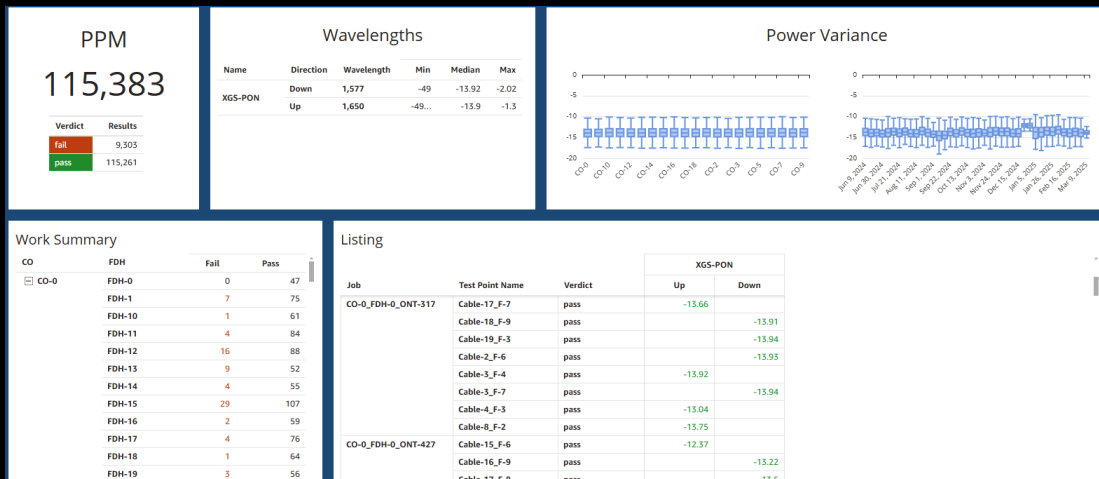 PPM
115,383
Verdict Results
fail 9,303
pass 115,261
Wavelengths
Name Direction Wavelength Min Median Max
XGS-PON Down 1,577 -49 -13.92 -2.02
Up 1,650 -49... -13.9 -1.3
Power Variance
0
-5
-10
-15
-20
CO-0 CO-10 CO-12 CO-14 CO-16 CO-18 CO-2 CO-3 CO-5 CO-7 CO-9
0
-5
-10
-15
-20
Jun 9, 2024 Jun 30, 2024 Jul 21, 2024 Aug 11, 2024 Sep 1, 2024 Sep 22, 2024 Oct 13, 2024 Nov 3, 2024 Nov 24, 2024 Dec 15, 2024 Jan 5, 2025 Jan 26, 2025 Feb 16, 2025 Mar 9, 2025
Work Summary
CO FDH Fail Pass
CO-0 FDH-0 0 47
FDH-1 7 75
FDH-10 1 61
FDH-11 4 84
FDH-12 16 88
FDH-13 9 52
FDH-14 4 55
FDH-15 29 107
FDH-16 2 59
FDH-17 4 76
FDH-18 1 64
FDH-19 3 56
Listing
XGS-PON
Job Test Point Name Verdict Up Down
CO-0_FDH-0_ONT-317 Cable-17_F-7 pass -13.66
Cable-18_F-9 pass -13.91
Cable-19_F-3 pass -13.94
Cable-2_F-6 pass -13.93
Cable-3_F-4 pass -13.92
Cable-3_F-7 pass -13.94
Cable-4_F-3 pass -13.04
Cable-8_F-2 pass -13.75
CO-0_FDH-0_ONT-427 Cable-15_F-6 pass -12.37
Cable-16_F-9 pass -13.22
Cable-17_F-8 pass -13.5